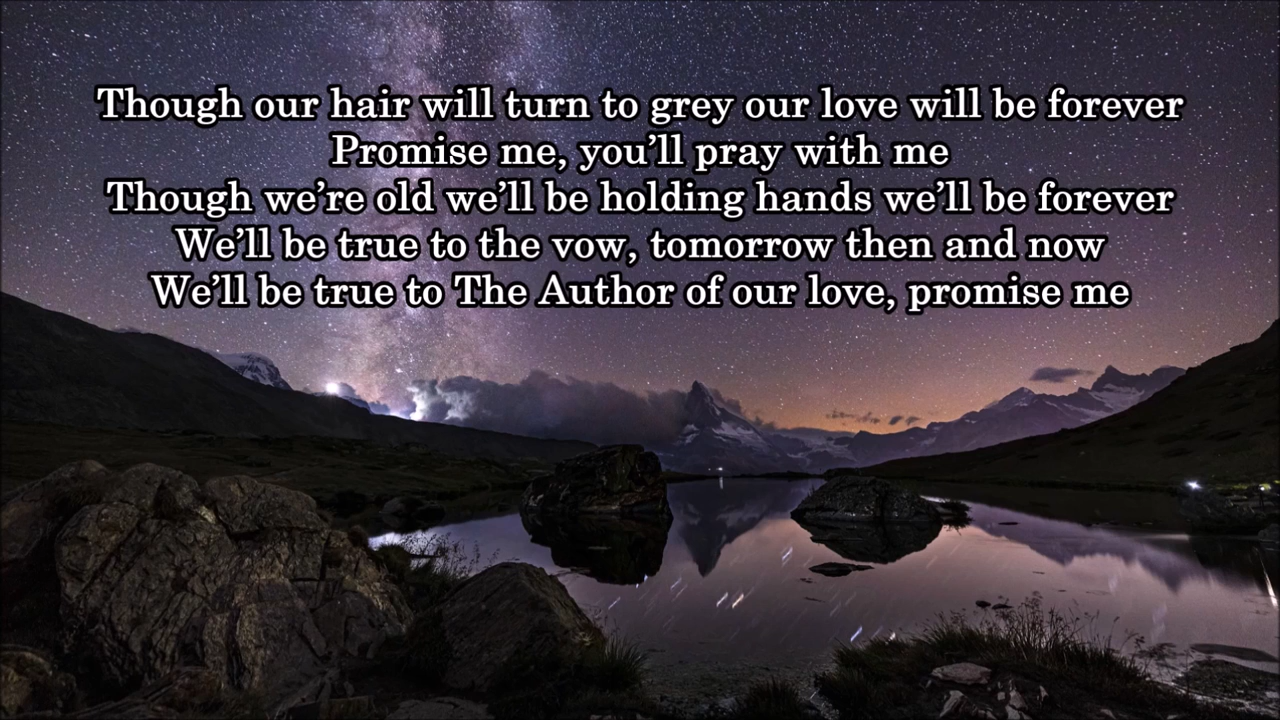 Though our hair will turn to grey our love will be forever
Promise me, you’ll pray with me
Though we’re old we’ll be holding hands we’ll be forever
We’ll be true to the vow, tomorrow then and now
We’ll be true to The Author of our love, promise me